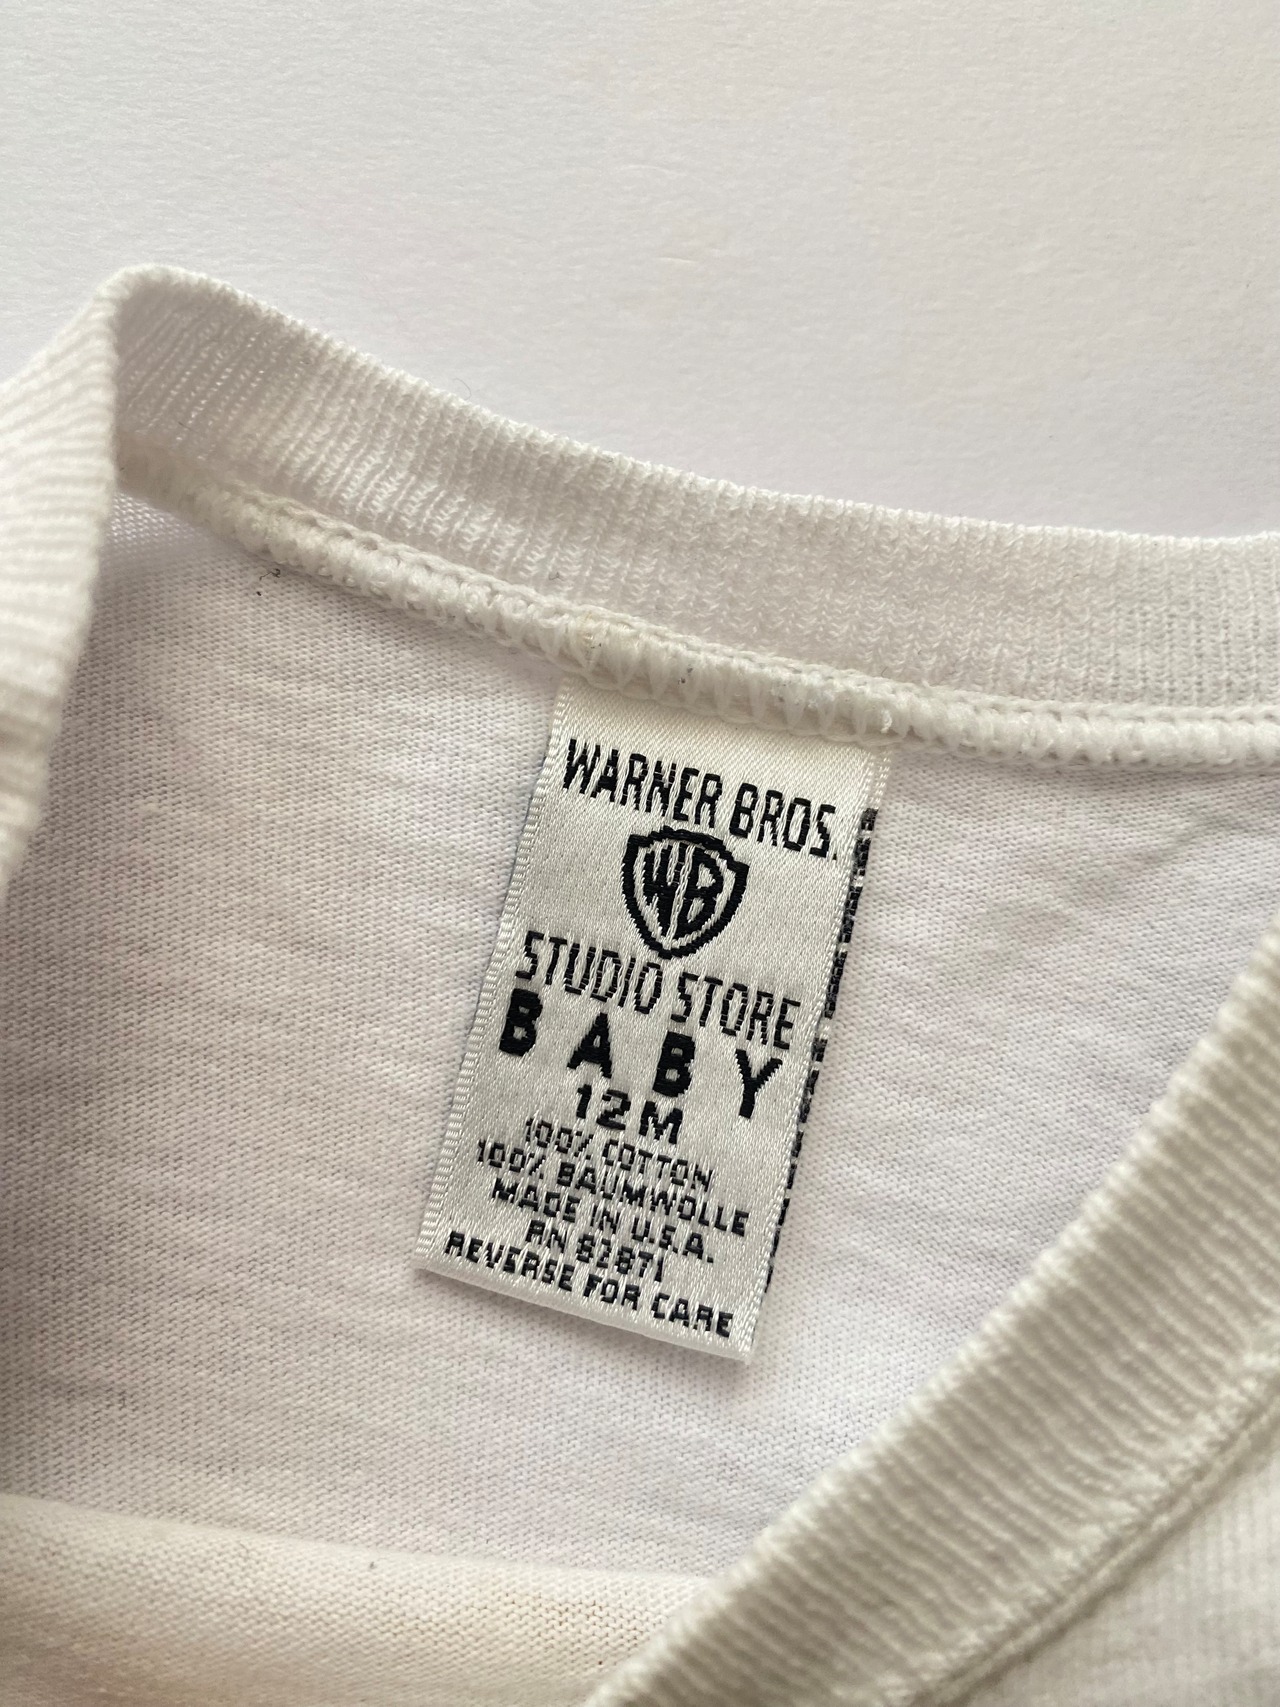 WARNER BROS.
WB
STUDIO STORE
BABY
12M
100% COTTON
100% BAUMWOLLE
MADE IN U.S.A.
RN 82871
REVERSE FOR CARE